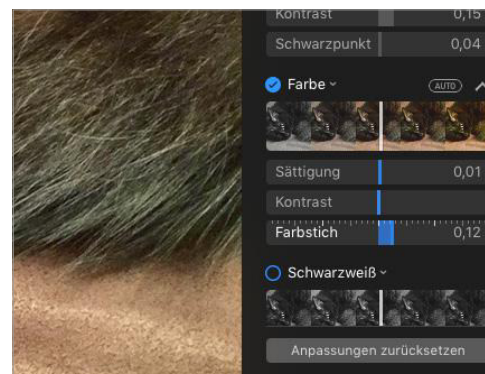 Kontrast 0,15
Schwarzpunkt 0,04
Farbe AUTO
Sättigung 0,01
Kontrast
Farbstich 0,12
Schwarzweiß
Anpassungen zurücksetzen